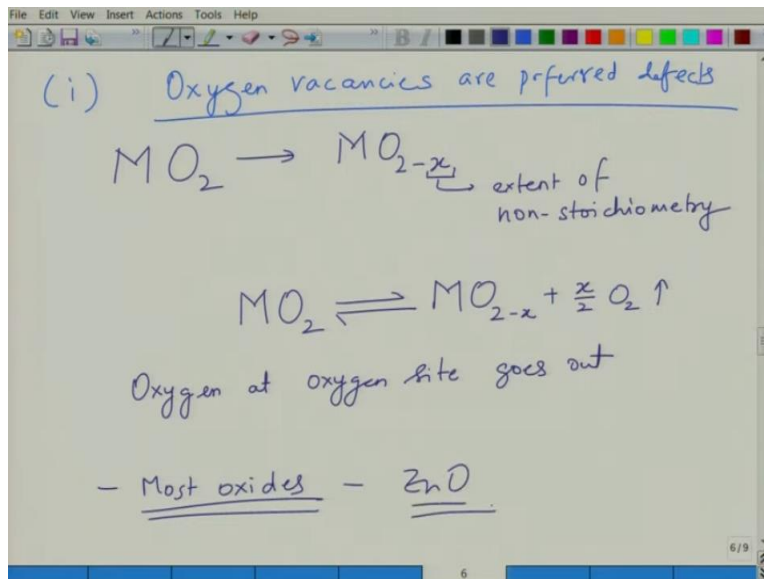 File Edit View Insert Actions Tools Help
(i) Oxygen vacancies are prferred defects
MO₂ → MO₂₋ₓ
extent of
non-stoichiometry
MO₂ ⇌ MO₂₋ₓ + x/2 O₂ ↑
Oxygen at oxygen site goes out
- Most oxides - ZnO
6/9
6